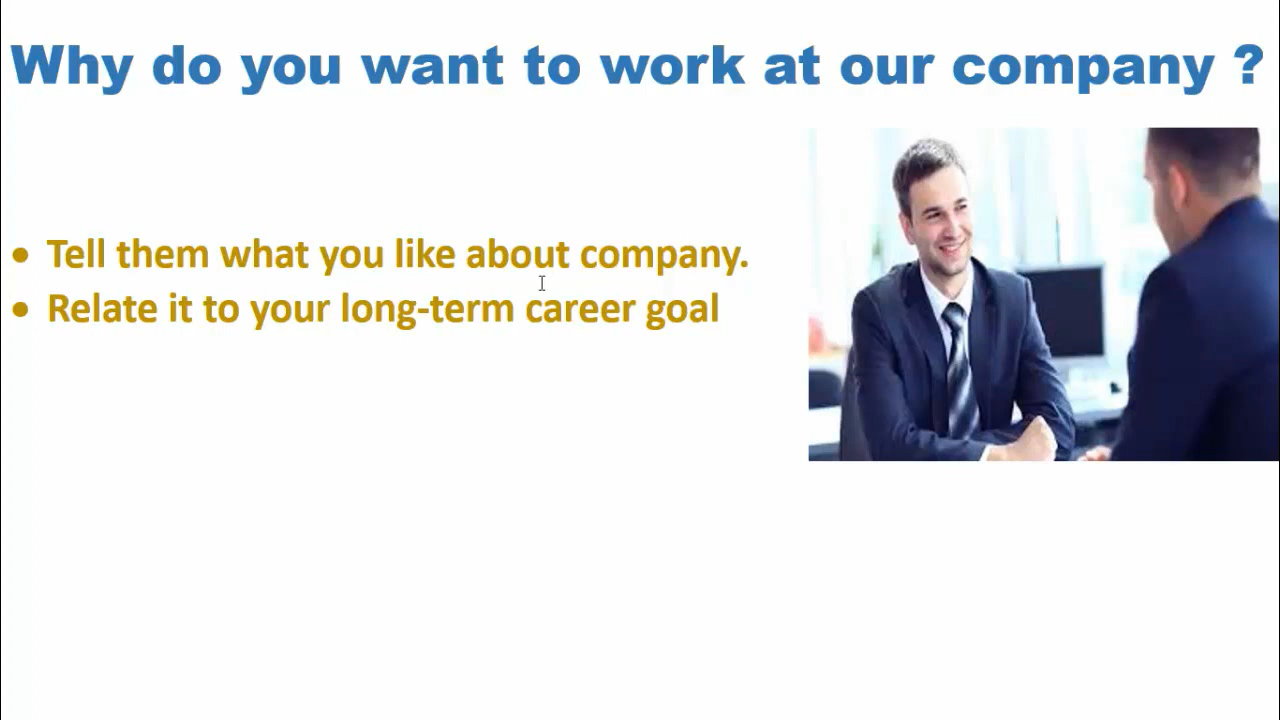 Why do you want to work at our company ?
• Tell them what you like about company.
• Relate it to your long-term career goal